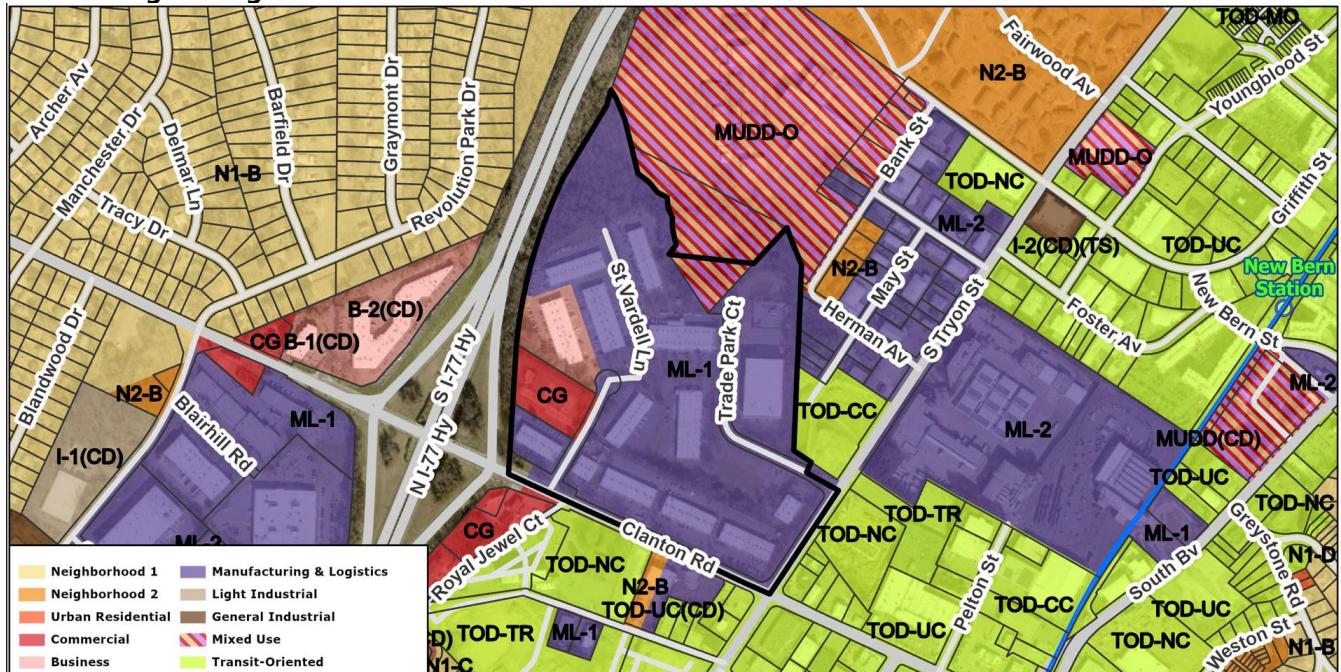 TOD-MO
Youngblood St
Fairwood Av
N2-B
Archer Av
Manchester Dr
Delmar Ln
Barfield Dr
Graymont Dr
Revolution Park Dr
N1-B
Tracy Dr
MUDD-O
Bank St
MUDD-O
TOD-NC
Griffith St
ML-2
I-2(CD)(TS)
TOD-UC
New Bern
Station
N2-B
May St
New Bern St
Herman Av
S Tryon St
Foster Av
St Vardell Ln
Trade Park Ct
Blandwood Dr
B-2(CD)
CG
B-1(CD)
S I-77 Hy
N I-77 Hy
ML-1
ML-2
CG
N2-B
Blairhill Rd
ML-1
TOD-CC
ML-2
MUDD(CD)
I-1(CD)
TOD-UC
TOD-NC
TOD-TR
CG
Royal Jewel Ct
Clanton Rd
TOD-NC
ML-1
Greystone Rd
South Bv
N1-D
ML-2
TOD-NC
N2-B
TOD-UC(CD)
Pelton St
TOD-CC
TOD-UC
TOD-NC
TOD-UC
TOD-TR
ML-1
Weston St
N1-B
N1-C
Neighborhood 1
Neighborhood 2
Urban Residential
Commercial
Business
Manufacturing & Logistics
Light Industrial
General Industrial
Mixed Use
Transit-Oriented